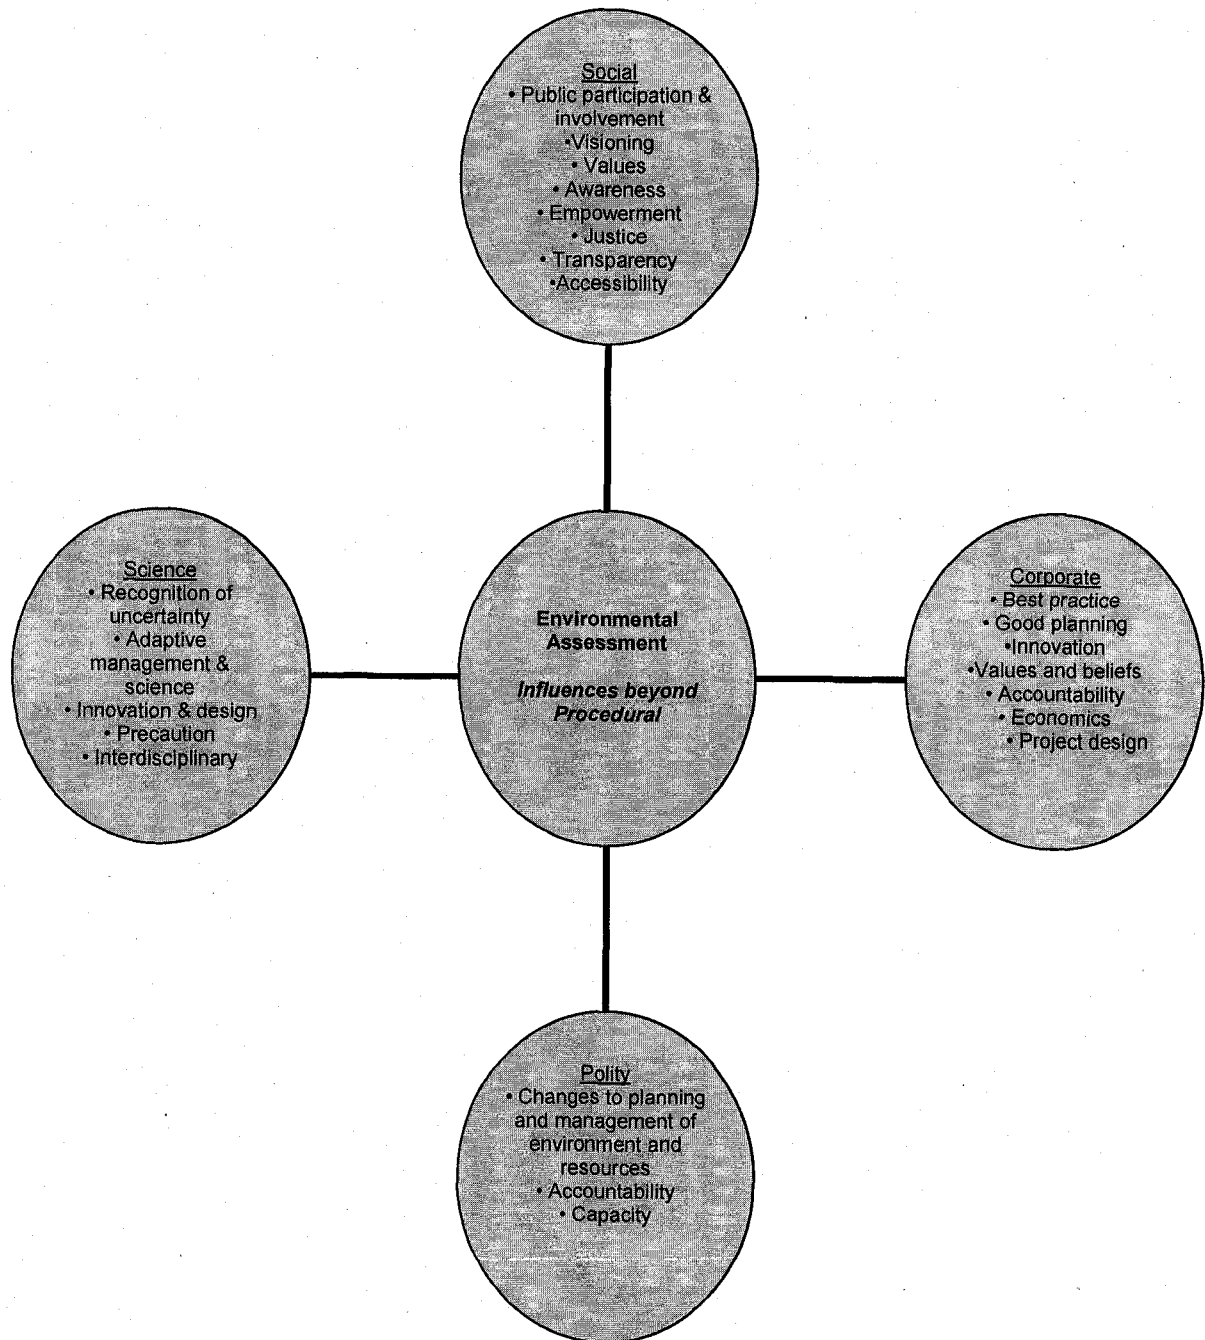 Social
• Public participation &
involvement
•Visioning
• Values
• Awareness
• Empowerment
• Justice
• Transparency
•Accessibility
Science
• Recognition of
uncertainty
• Adaptive
management &
science
• Innovation & design
• Precaution
• Interdisciplinary
Environmental
Assessment
Influences beyond
Procedural
Corporate
• Best practice
• Good planning
•Innovation
•Values and beliefs
• Accountability
• Economics
• Project design
Polity
• Changes to planning
and management of
environment and
resources
• Accountability
• Capacity